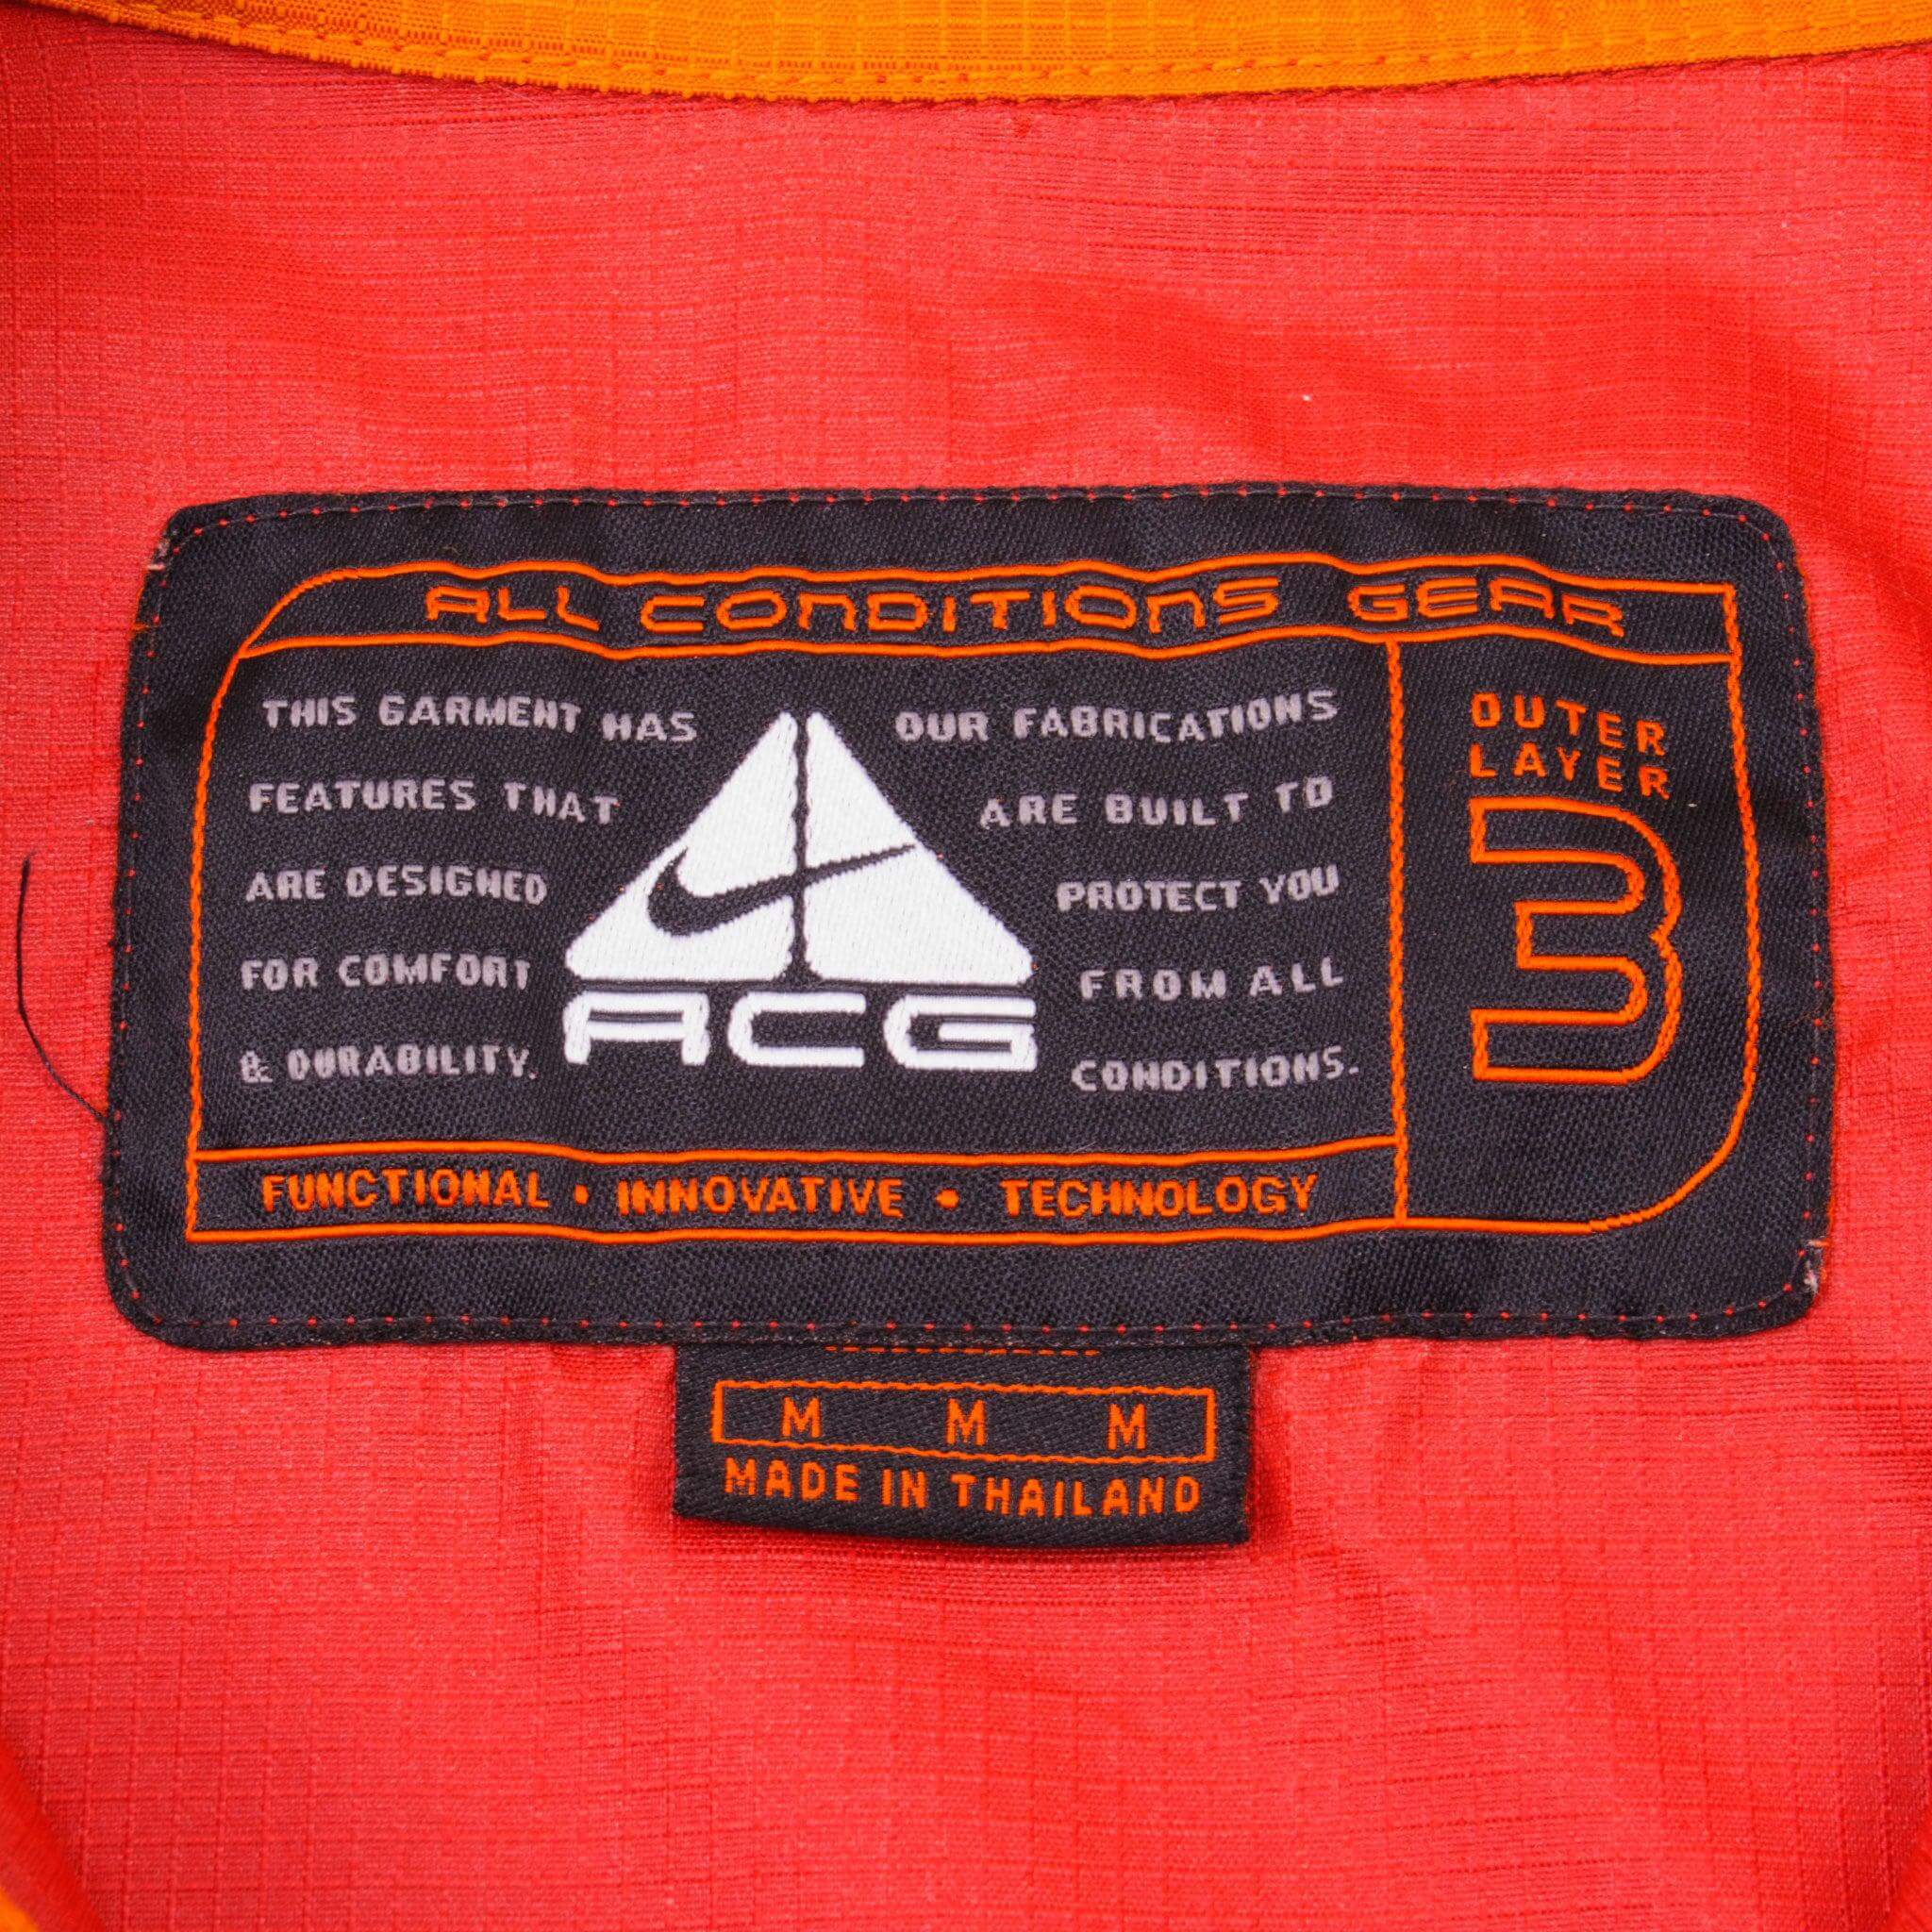 ALL CONDITIONS GEAR
THIS GARMENT HAS
FEATURES THAT
ARE DESIGNED
FOR COMFORT
& DURABILITY.
ACG
OUR FABRICATIONS
ARE BUILT TO
PROTECT YOU
FROM ALL
CONDITIONS.
OUTER
LAYER
3
FUNCTIONAL • INNOVATIVE • TECHNOLOGY
M M M
MADE IN THAILAND